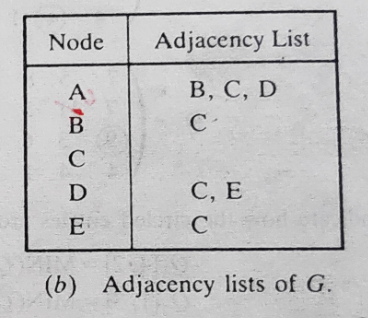 Node Adjacency List
A B, C, D
B C
C
D C, E
E C
(b) Adjacency lists of G.